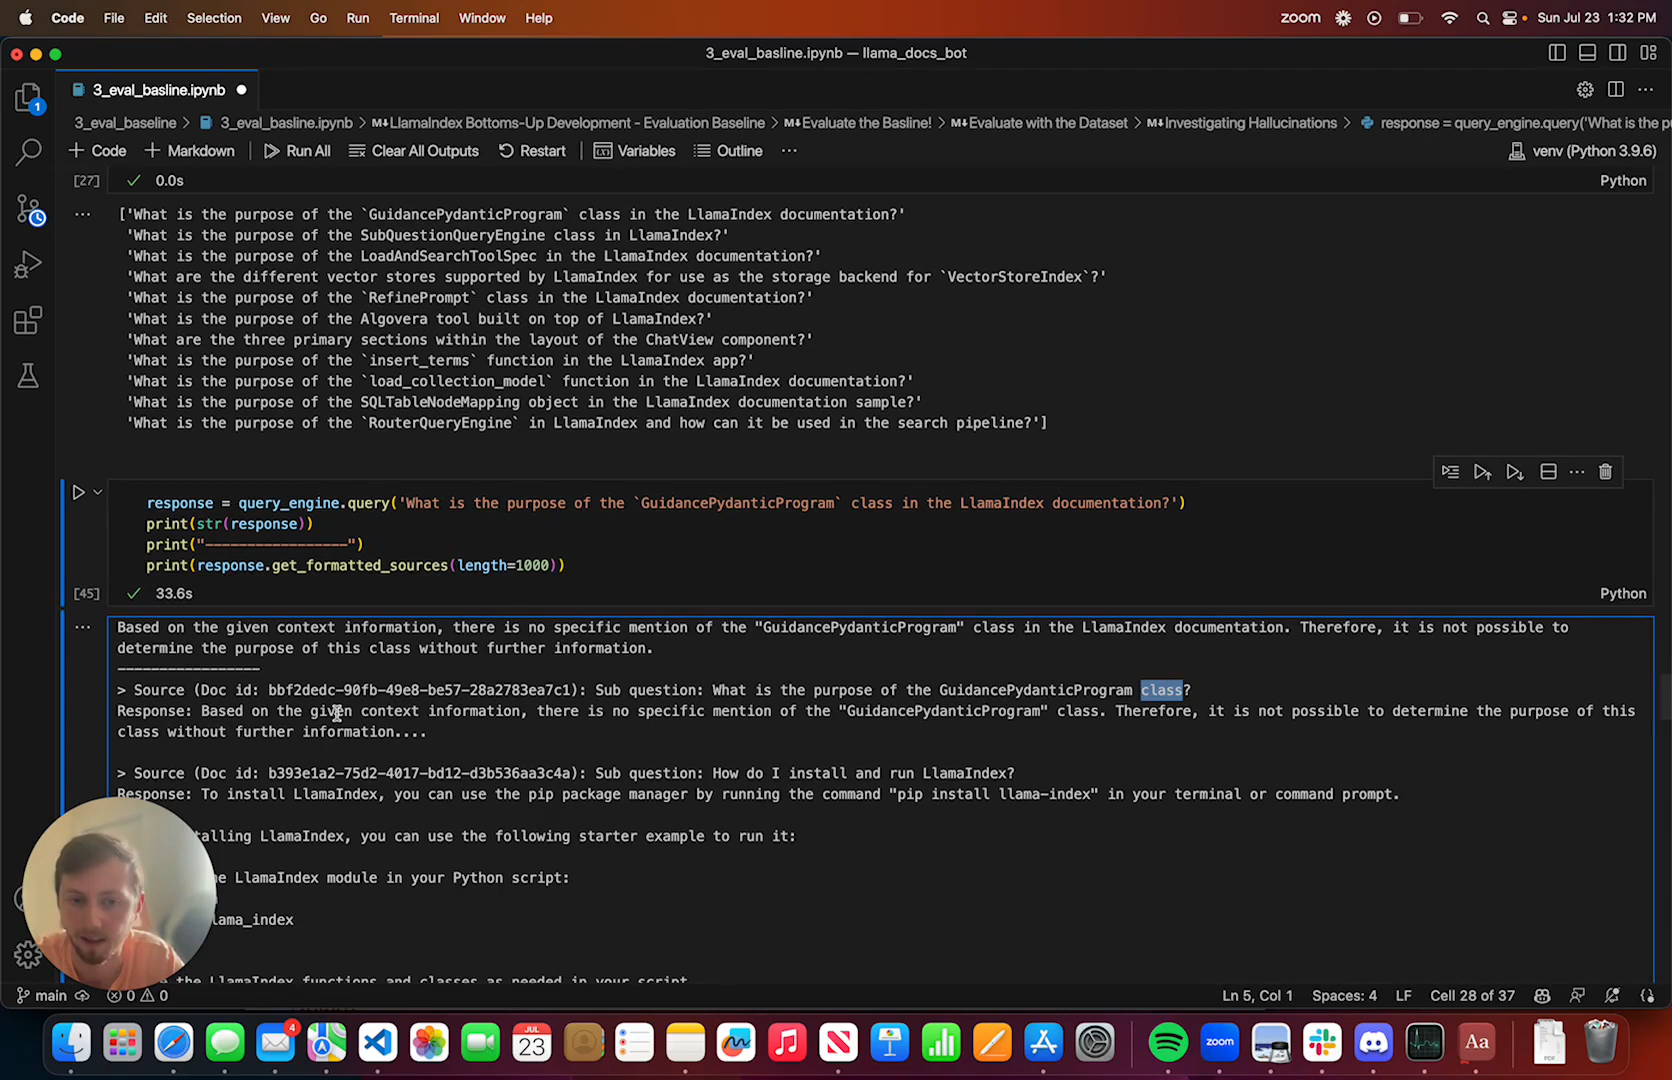 Code File Edit Selection View Go Run Terminal Window Help zoom Sun Jul 23 1:32 PM
3_eval_basline.ipynb — llama_docs_bot
3_eval_basline.ipynb
1
3_eval_baseline > 3_eval_basline.ipynb > M↓LlamaIndex Bottoms-Up Development - Evaluation Baseline > M↓Evaluate the Basline! > M↓Evaluate with the Dataset > M↓Investigating Hallucinations > response = query_engine.query('What is the p
+ Code + Markdown Run All Clear All Outputs Restart Variables Outline ... venv (Python 3.9.6)
[27] ✓ 0.0s Python
['What is the purpose of the `GuidancePydanticProgram` class in the LlamaIndex documentation?'
'What is the purpose of the SubQuestionQueryEngine class in LlamaIndex?'
'What is the purpose of the LoadAndSearchToolSpec in the LlamaIndex documentation?'
'What are the different vector stores supported by LlamaIndex for use as the storage backend for `VectorStoreIndex`?'
'What is the purpose of the `RefinePrompt` class in the LlamaIndex documentation?'
'What is the purpose of the Algovera tool built on top of LlamaIndex?'
'What are the three primary sections within the layout of the ChatView component?'
'What is the purpose of the `insert_terms` function in the LlamaIndex app?'
'What is the purpose of the `load_collection_model` function in the LlamaIndex documentation?'
'What is the purpose of the SQLTableNodeMapping object in the LlamaIndex documentation sample?'
'What is the purpose of the `RouterQueryEngine` in LlamaIndex and how can it be used in the search pipeline?']
response = query_engine.query('What is the purpose of the `GuidancePydanticProgram` class in the LlamaIndex documentation?')
print(str(response))
print("-----------------")
print(response.get_formatted_sources(length=1000))
[45] ✓ 33.6s Python
Based on the given context information, there is no specific mention of the "GuidancePydanticProgram" class in the LlamaIndex documentation. Therefore, it is not possible to
determine the purpose of this class without further information.
-----------------
> Source (Doc id: bbf2dedc-90fb-49e8-be57-28a2783ea7c1): Sub question: What is the purpose of the GuidancePydanticProgram class?
Response: Based on the given context information, there is no specific mention of the "GuidancePydanticProgram" class. Therefore, it is not possible to determine the purpose of this
class without further information....
> Source (Doc id: b393e1a2-75d2-4017-bd12-d3b536aa3c4a): Sub question: How do I install and run LlamaIndex?
Response: To install LlamaIndex, you can use the pip package manager by running the command "pip install llama-index" in your terminal or command prompt.
talling LlamaIndex, you can use the following starter example to run it:
e LlamaIndex module in your Python script:
lama_index
the LlamaIndex functions and classes as needed in your script.
main 0 0 Ln 5, Col 1 Spaces: 4 LF Cell 28 of 37
4 JUL 23 zoom Aa PDF